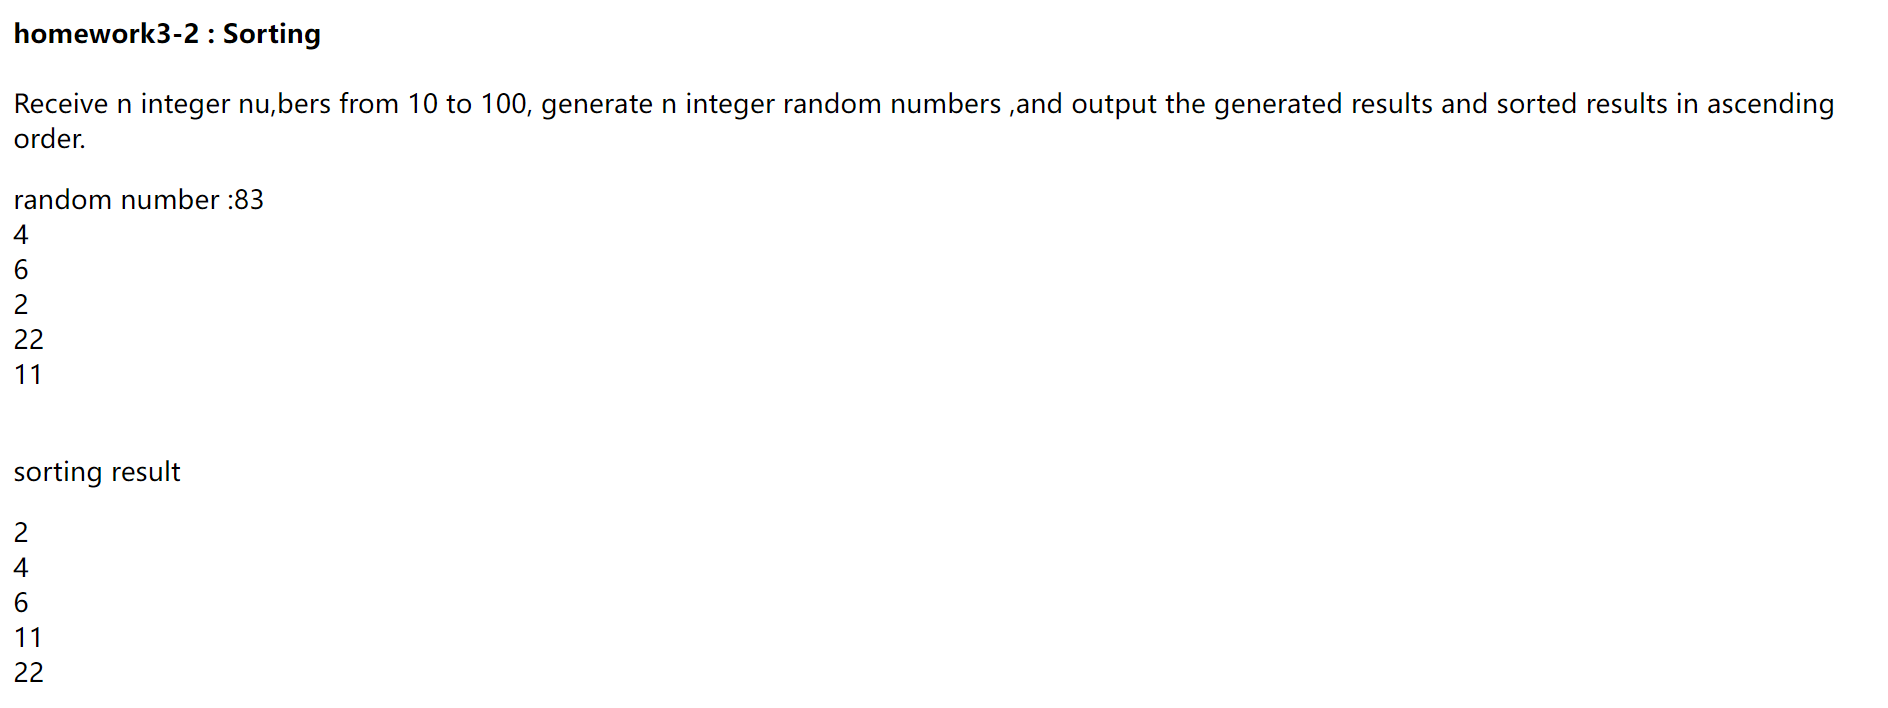 homework3-2 : Sorting
Receive n integer nu,bers from 10 to 100, generate n integer random numbers ,and output the generated results and sorted results in ascending
order.
random number :83
4
6
2
22
11
sorting result
2
4
6
11
22